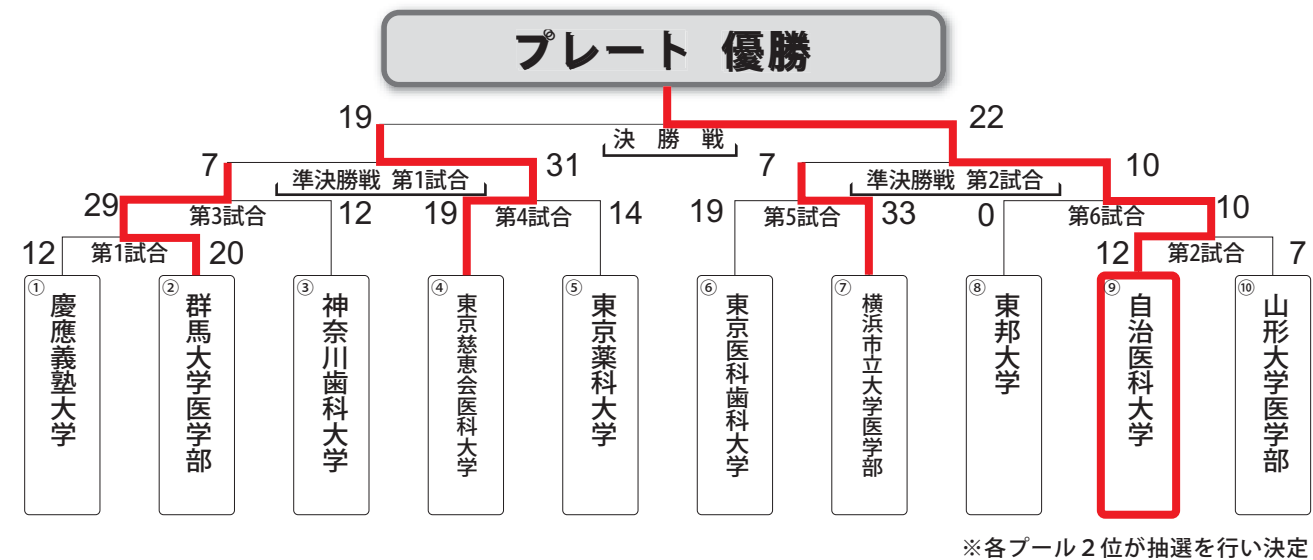 プレート 優勝
19 22
決 勝 戦
7 31 7 10
準決勝戦 第1試合 準決勝戦 第2試合
29 第3試合 12 19 第4試合 14 19 第5試合 33 0 第6試合 10
12 第1試合 20 12 第2試合 7
① 慶應義塾大学
② 群馬大学医学部
③ 神奈川歯科大学
④ 東京慈恵会医科大学
⑤ 東京薬科大学
⑥ 東京医科歯科大学
⑦ 横浜市立大学医学部
⑧ 東邦大学
⑨ 自治医科大学
⑩ 山形大学医学部
※各プール2位が抽選を行い決定